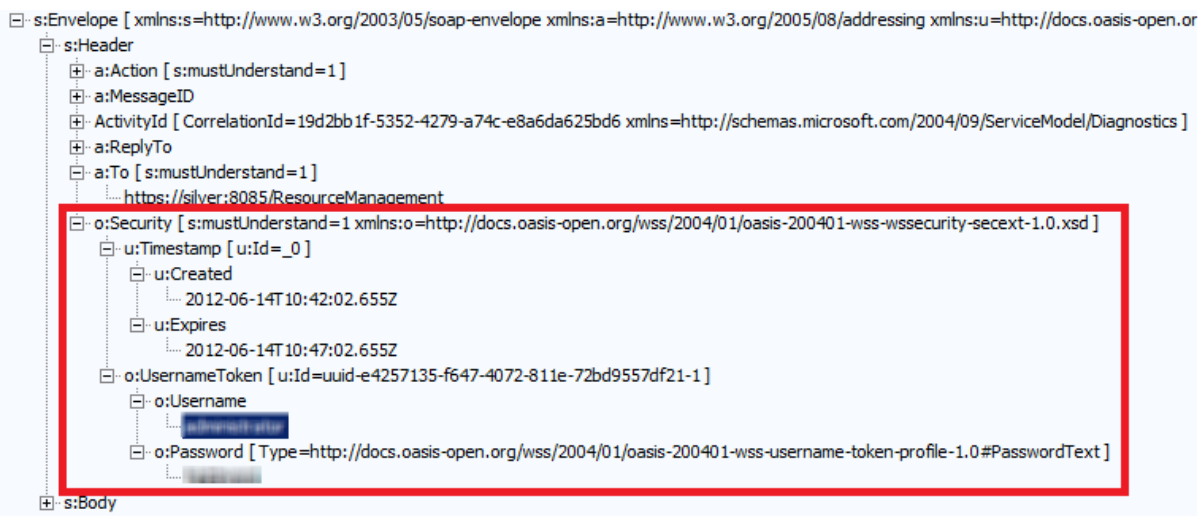 s:Envelope [ xmlns:s=http://www.w3.org/2003/05/soap-envelope xmlns:a=http://www.w3.org/2005/08/addressing xmlns:u=http://docs.oasis-open.or
s:Header
a:Action [ s:mustUnderstand=1 ]
a:MessageID
ActivityId [ CorrelationId=19d2bb1f-5352-4279-a74c-e8a6da625bd6 xmlns=http://schemas.microsoft.com/2004/09/ServiceModel/Diagnostics ]
a:ReplyTo
a:To [ s:mustUnderstand=1 ]
https://silver:8085/ResourceManagement
o:Security [ s:mustUnderstand=1 xmlns:o=http://docs.oasis-open.org/wss/2004/01/oasis-200401-wss-wssecurity-secext-1.0.xsd ]
u:Timestamp [ u:Id=_0 ]
u:Created
2012-06-14T10:42:02.655Z
u:Expires
2012-06-14T10:47:02.655Z
o:UsernameToken [ u:Id=uuid-e4257135-f647-4072-811e-72bd9557df21-1 ]
o:Username
o:Password [ Type=http://docs.oasis-open.org/wss/2004/01/oasis-200401-wss-username-token-profile-1.0#PasswordText ]
s:Body